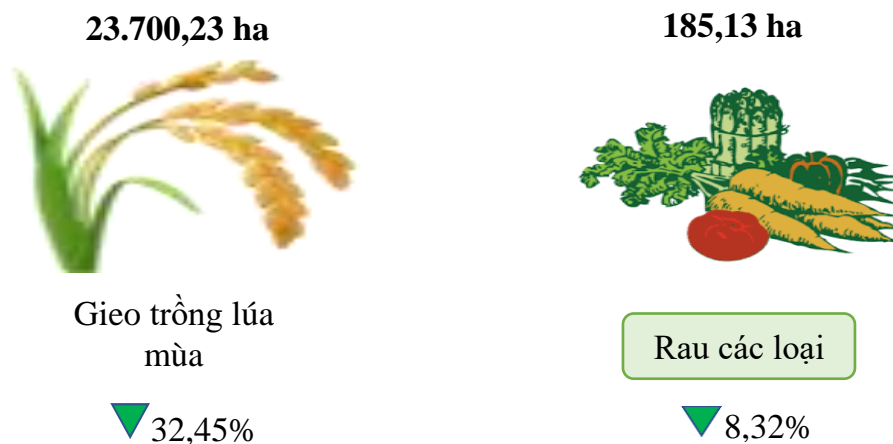 23.700,23 ha
185,13 ha
Gieo trồng lúa
mùa
Rau các loại
32,45%
8,32%